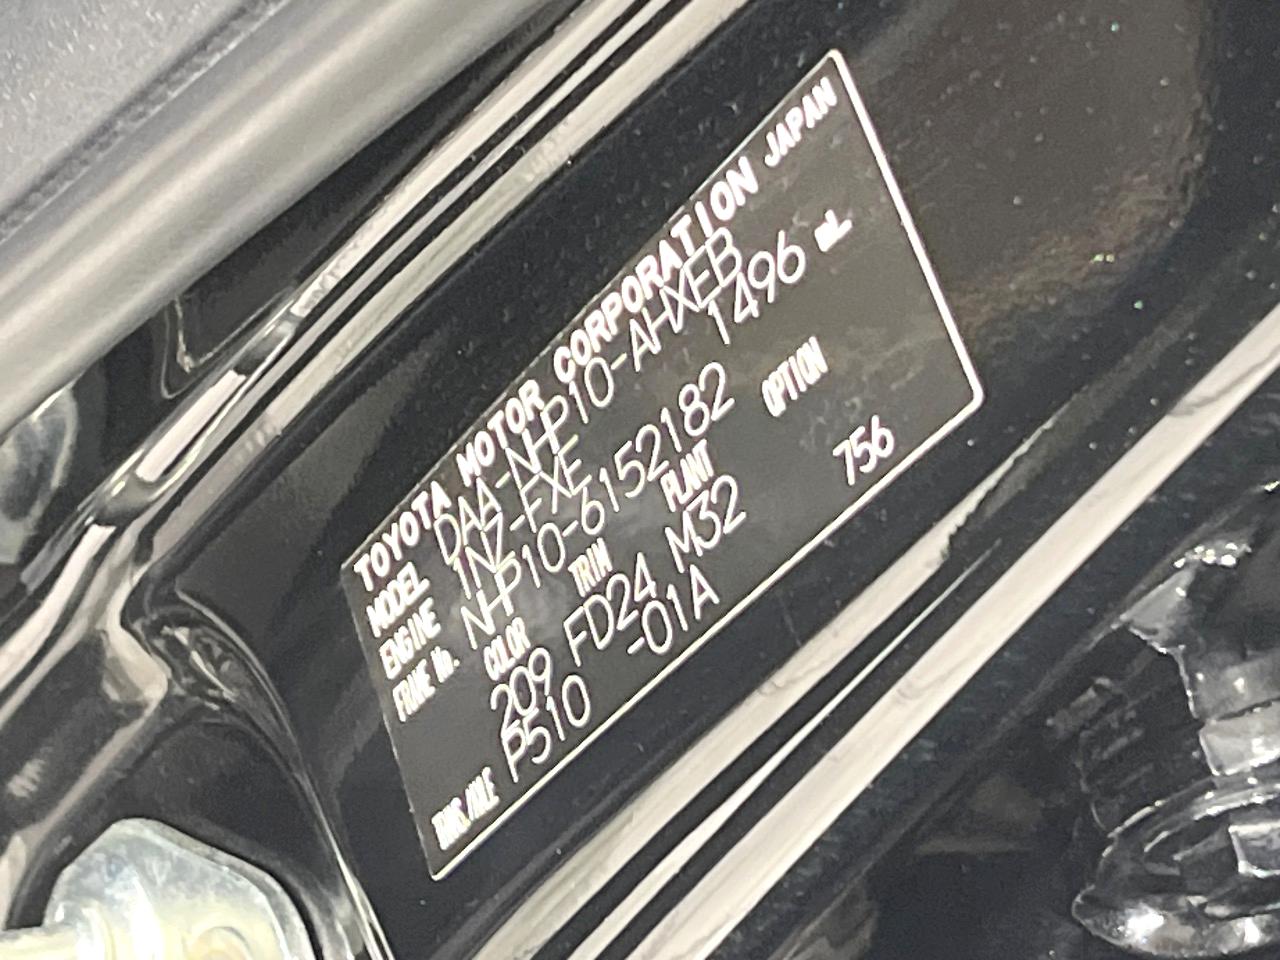 TOYOTA MOTOR CORPORATION JAPAN
MODEL DAA-NHP10-AHXEB
ENGINE 1NZ-FXE 1496 mL
FRAME No. NHP10-6152182
COLOR TRIM PLANT OPTION
209 FD24 M32 756
P510 -01A
TRANS./AXLE